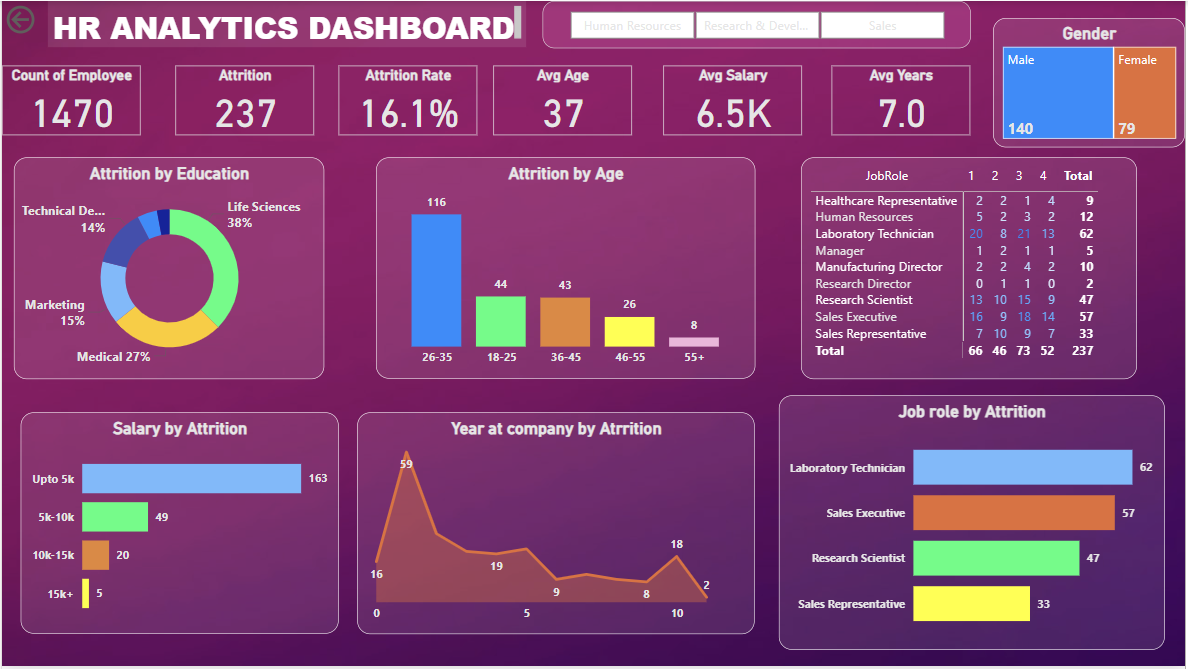 HR ANALYTICS DASHBOARD
Human Resources
Research & Devel...
Sales
Gender
Male
Female
140
79
Count of Employee
1470
Attrition
237
Attrition Rate
16.1%
Avg Age
37
Avg Salary
6.5K
Avg Years
7.0
Attrition by Education
Life Sciences
38%
Technical De...
14%
Marketing
15%
Medical 27%
Attrition by Age
116
44
43
26
8
26-35 18-25 36-45 46-55 55+
JobRole 1 2 3 4 Total
Healthcare Representative 2 2 1 4 9
Human Resources 5 2 3 2 12
Laboratory Technician 20 8 21 13 62
Manager 1 2 1 1 5
Manufacturing Director 2 2 4 2 10
Research Director 0 1 1 0 2
Research Scientist 13 10 15 9 47
Sales Executive 16 9 18 14 57
Sales Representative 7 10 9 7 33
Total 66 46 73 52 237
Salary by Attrition
Upto 5k 163
5k-10k 49
10k-15k 20
15k+ 5
Year at company by Atrrition
59
16
19
9
8
18
2
0 5 10
Job role by Attrition
Laboratory Technician 62
Sales Executive 57
Research Scientist 47
Sales Representative 33